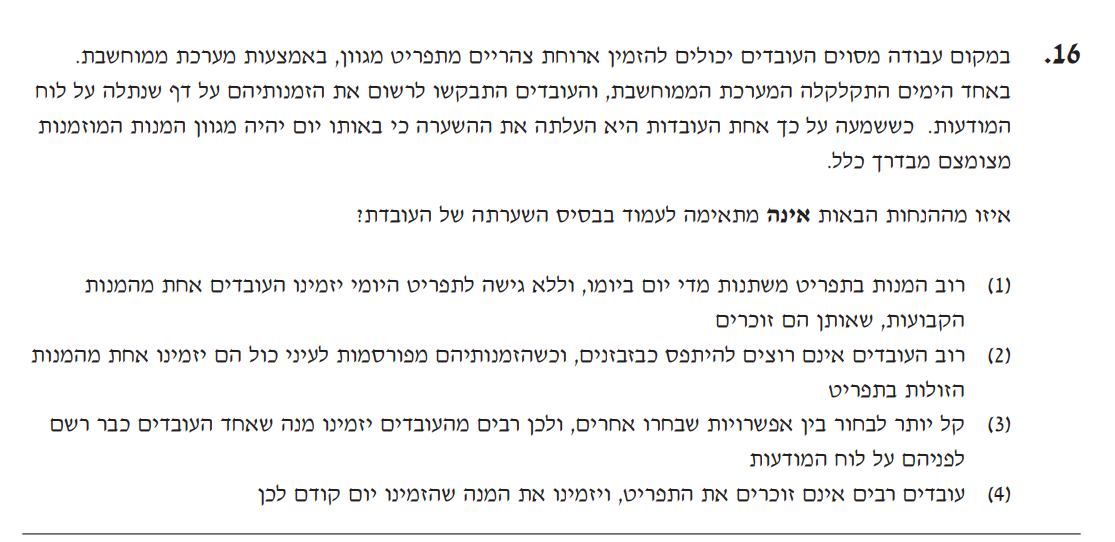 16. במקום עבודה מסוים העובדים יכולים להזמין ארוחת צהריים מתפריט מגוון, באמצעות מערכת ממוחשבת.
באחד הימים התקלקלה המערכת הממוחשבת, והעובדים התבקשו לרשום את הזמנותיהם על דף שנתלה על לוח
המודעות. כששמעה על כך אחת העובדות היא העלתה את ההשערה כי באותו יום יהיה מגוון המנות המוזמנות
מצומצם מבדרך כלל.
איזו מההנחות הבאות אינה מתאימה לעמוד בבסיס השערתה של העובדת?
(1) רוב המנות בתפריט משתנות מדי יום ביומו, וללא גישה לתפריט היומי יזמינו העובדים אחת מהמנות
הקבועות, שאותן הם זוכרים
(2) רוב העובדים אינם רוצים להיתפס כבזבזנים, וכשהזמנותיהם מפורסמות לעיני כול הם יזמינו אחת מהמנות
הזולות בתפריט
(3) קל יותר לבחור בין אפשרויות שבחרו אחרים, ולכן רבים מהעובדים יזמינו מנה שאחד העובדים כבר רשם
לפניהם על לוח המודעות
(4) עובדים רבים אינם זוכרים את התפריט, ויזמינו את המנה שהזמינו יום קודם לכן